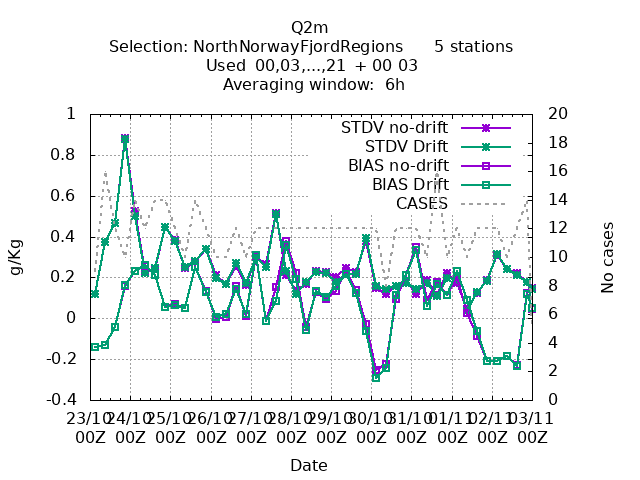 Q2m
Selection: NorthNorwayFjordRegions 5 stations
Used 00,03,...,21 + 00 03
Averaging window: 6h
g/Kg
1
0.8
0.6
0.4
0.2
0
-0.2
-0.4
STDV no-drift
STDV Drift
BIAS no-drift
BIAS Drift
CASES
20
18
16
14
12
10
8
6
4
2
0
No cases
23/10 24/10 25/10 26/10 27/10 28/10 29/10 30/10 31/10 01/11 02/11 03/11
00Z 00Z 00Z 00Z 00Z 00Z 00Z 00Z 00Z 00Z 00Z 00Z
Date